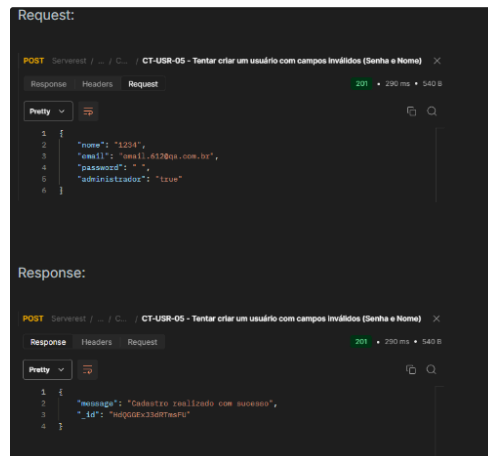 Request:
POST Serverest / ... / C... / CT-USR-05 - Tentar criar um usuário com campos inválidos (Senha e Nome)
Response Headers Request 201 • 290 ms • 540 B
Pretty
1 {
2 "nome": "1234",
3 "email": "email.612@qa.com.br",
4 "password": " ",
5 "administrador": "true"
6 }
Response:
POST Serverest / ... / C... / CT-USR-05 - Tentar criar um usuário com campos inválidos (Senha e Nome)
Response Headers Request 201 • 290 ms • 540 B
Pretty
1 {
2 "message": "Cadastro realizado com sucesso",
3 "_id":
4 }